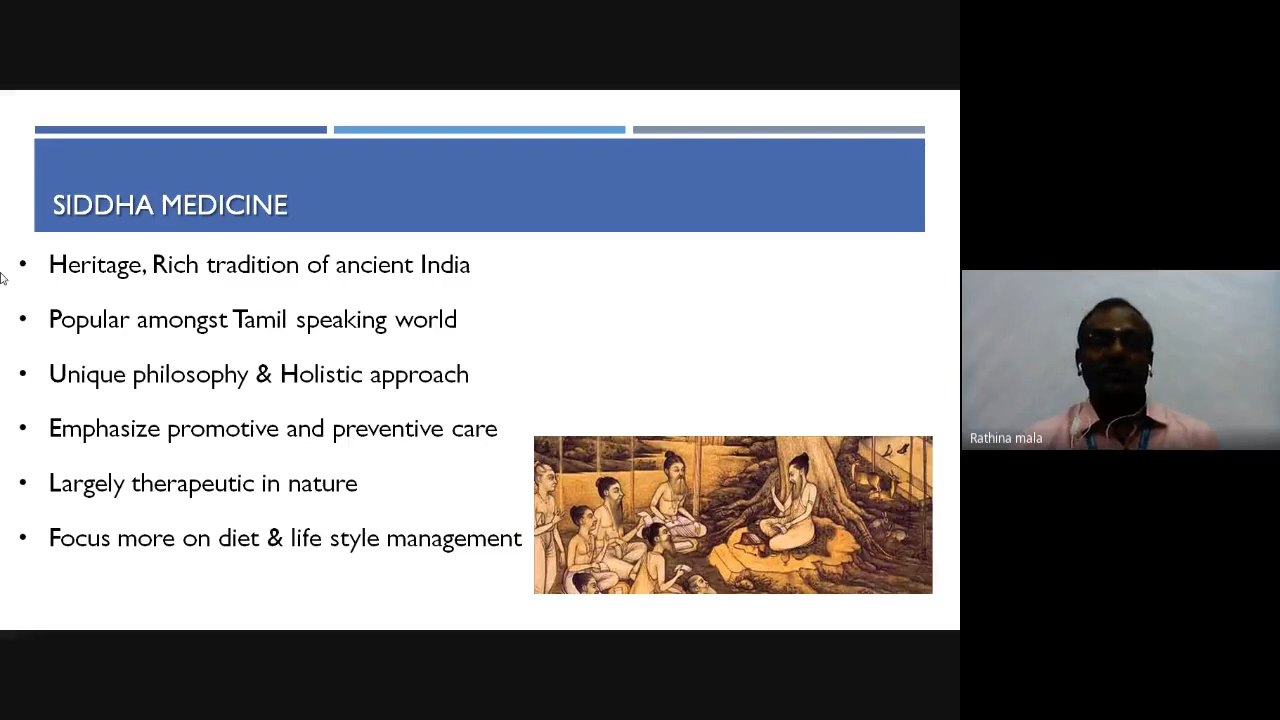 SIDDHA MEDICINE
• Heritage, Rich tradition of ancient India
• Popular amongst Tamil speaking world
• Unique philosophy & Holistic approach
• Emphasize promotive and preventive care
• Largely therapeutic in nature
• Focus more on diet & life style management
Rathina mala